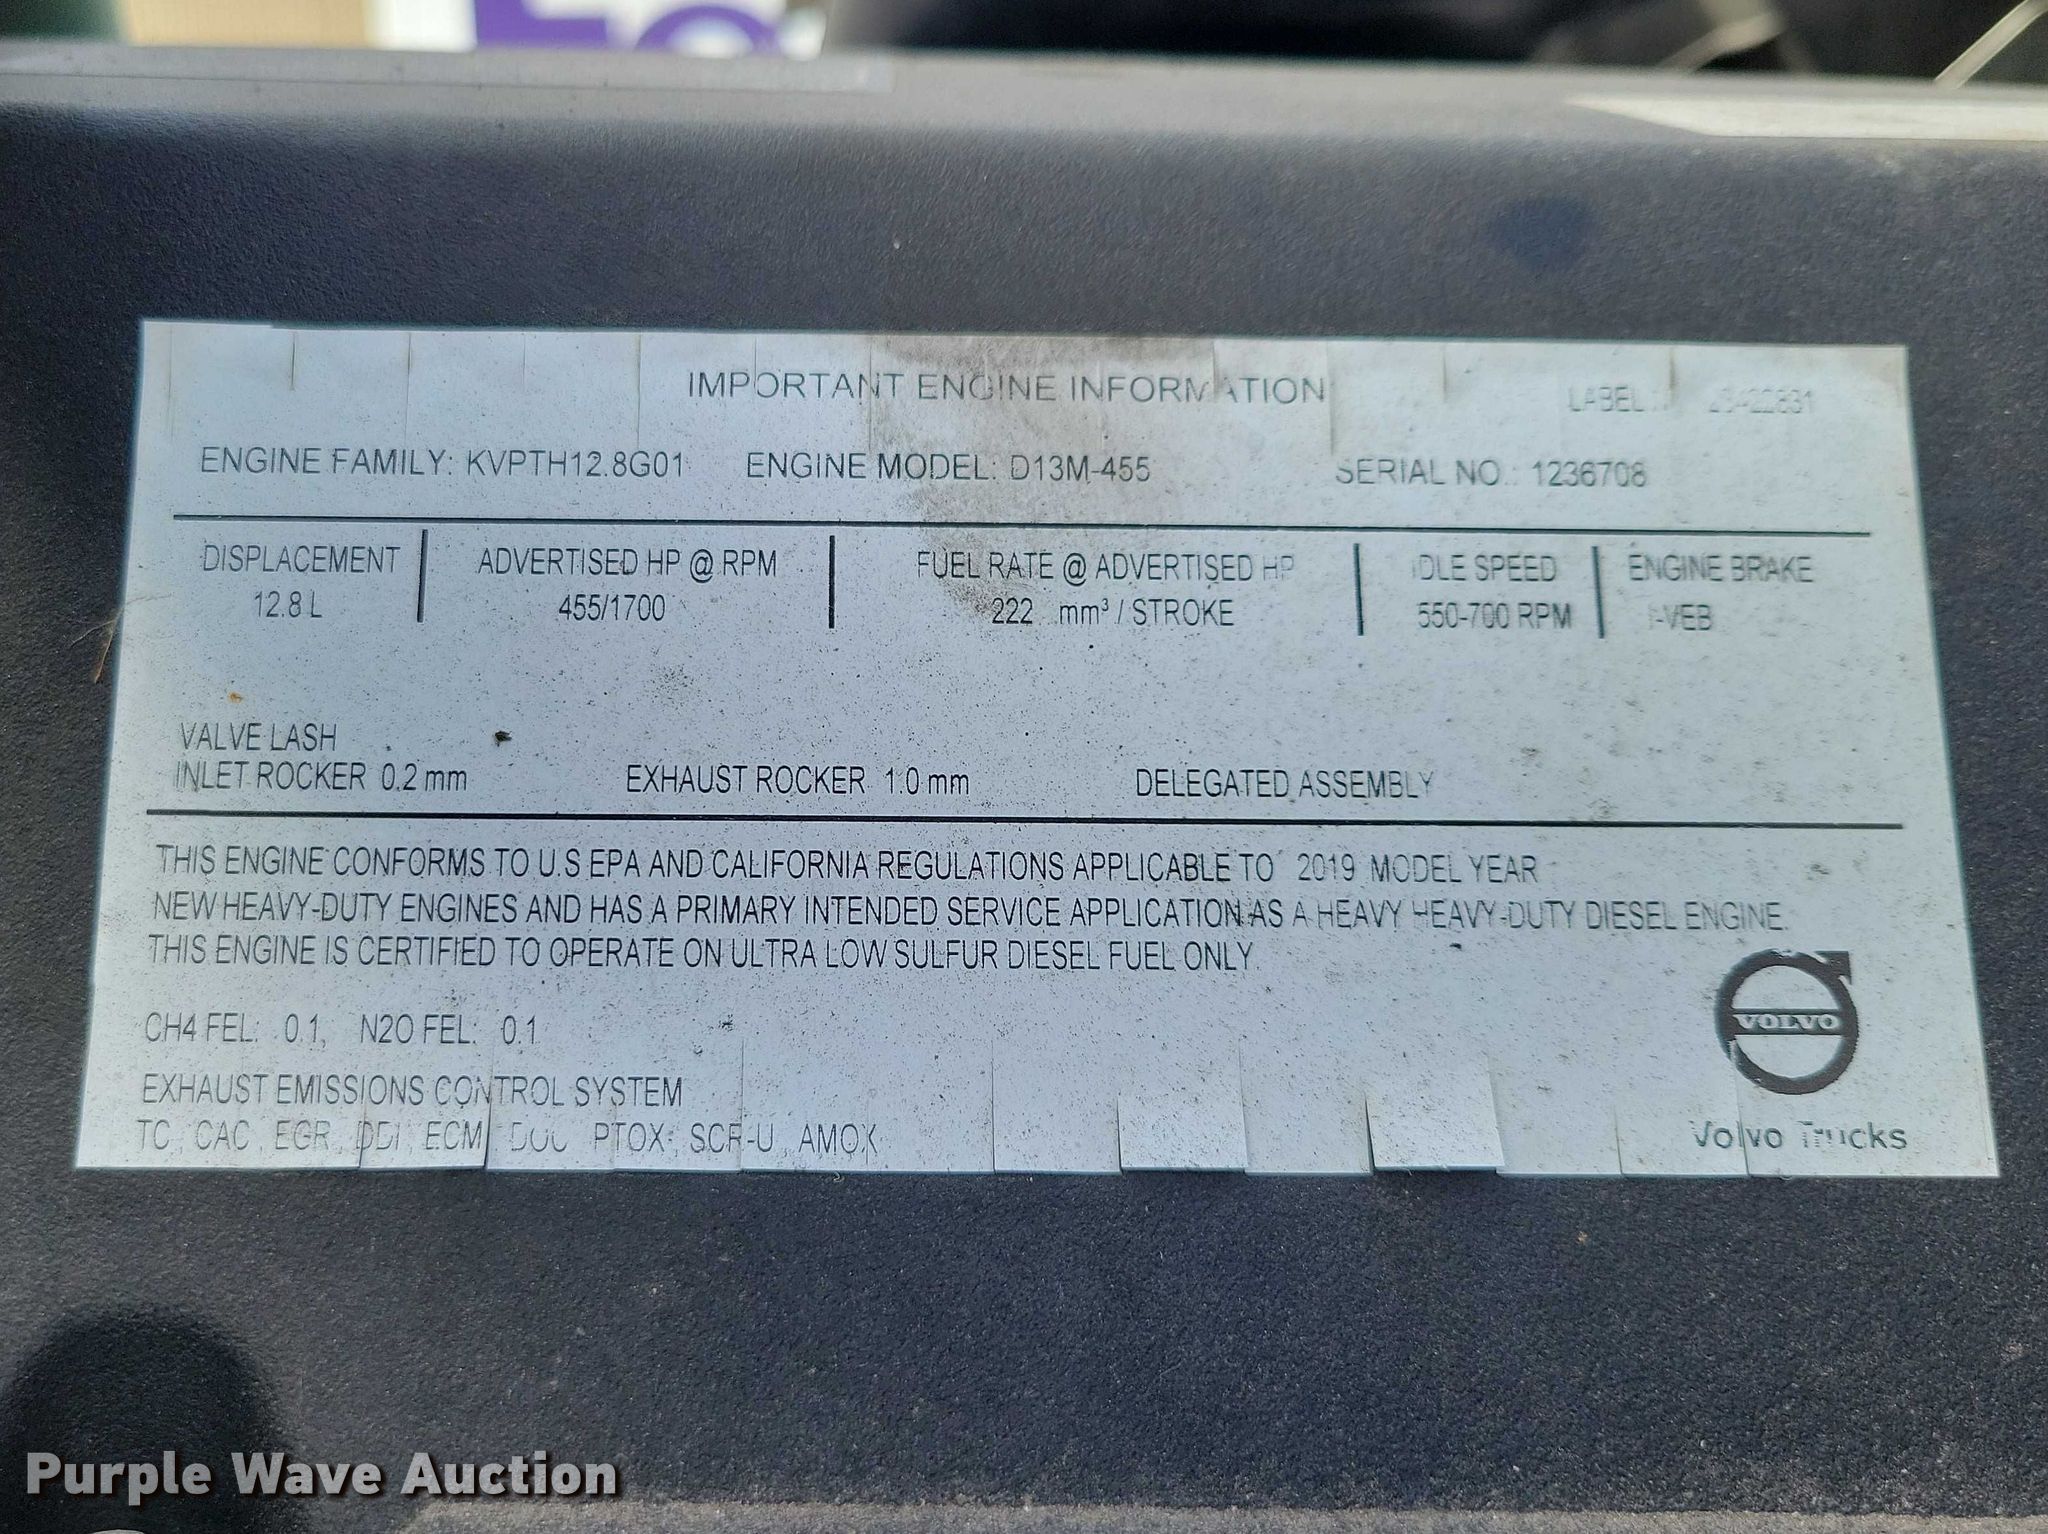 IMPORTANT ENGINE INFORMATION
LABEL
ENGINE FAMILY: KVPTH12.8G01 ENGINE MODEL: D13M-455 SERIAL NO.: 1236708
DISPLACEMENT ADVERTISED HP @ RPM FUEL RATE @ ADVERTISED HP IDLE SPEED ENGINE BRAKE
12.8 L 455/1700 222 mm³ / STROKE 550-700 RPM I-VEB
VALVE LASH
INLET ROCKER 0.2 mm EXHAUST ROCKER 1.0 mm DELEGATED ASSEMBLY
THIS ENGINE CONFORMS TO U.S EPA AND CALIFORNIA REGULATIONS APPLICABLE TO 2019 MODEL YEAR
NEW HEAVY-DUTY ENGINES AND HAS A PRIMARY INTENDED SERVICE APPLICATION AS A HEAVY HEAVY-DUTY DIESEL ENGINE.
THIS ENGINE IS CERTIFIED TO OPERATE ON ULTRA LOW SULFUR DIESEL FUEL ONLY.
VOLVO
CH4 FEL: 0.1, N2O FEL: 0.1
EXHAUST EMISSIONS CONTROL SYSTEM
TC, CAC, EGR, DDI, ECM, DOC, PTOX, SCR-U, AMOX
Volvo Trucks
Purple Wave Auction